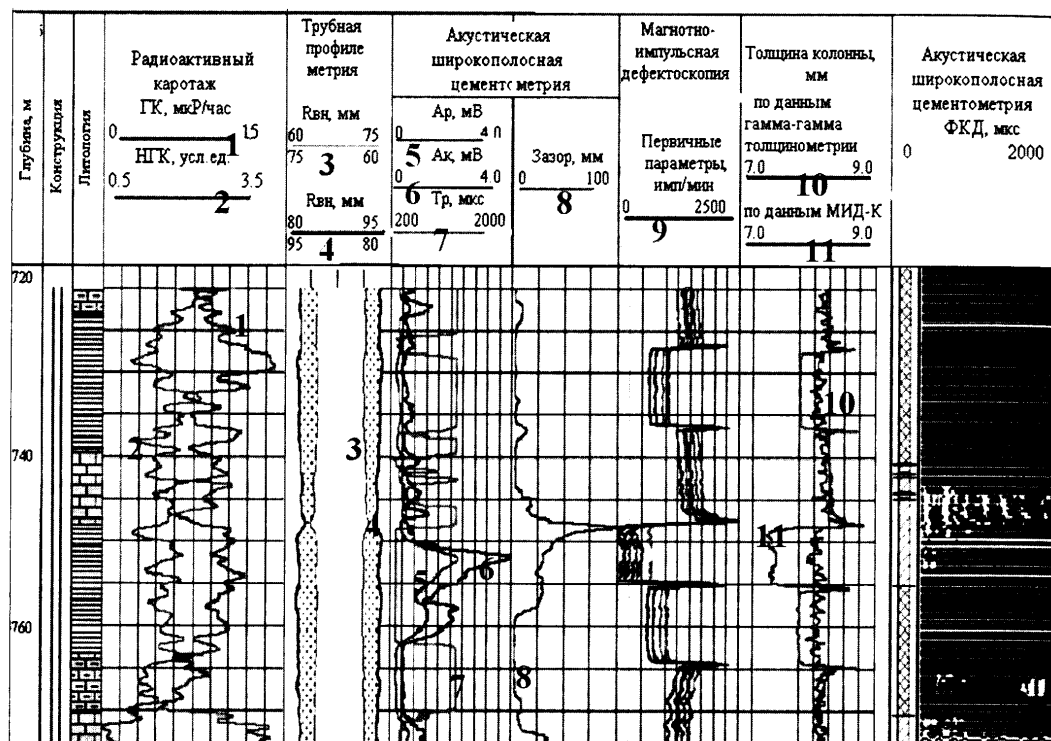 Глубина, м
Конструкция
Литология
Радиоактивный
каротаж
ГК, мкР/час
0 15
1
НГК, усл.ед.
0.5 3.5
2
Трубная
профиле
метрия
Rвн, мм
60 75
3
75 60
Rвн, мм
80 95
4
95 80
Акустическая
широкополосная
цементометрия
Ар, мВ
0 4.0
5
Ак, мВ
0 4.0
6
Тр, мкс
200 2000
7
Зазор, мм
0 100
8
Магнотно-
импульсная
дефектоскопия
Первичные
параметры,
имп/мин
0 2500
9
Толщина колонны,
мм
по данным
гамма-гамма
толщинометрии
7.0 9.0
10
по данным МИД-К
7.0 9.0
11
Акустическая
широкополосная
цементометрия
ФКД, мкс
0 2000
720
1
10
2
3
740
4
11
5
6
760
7
8